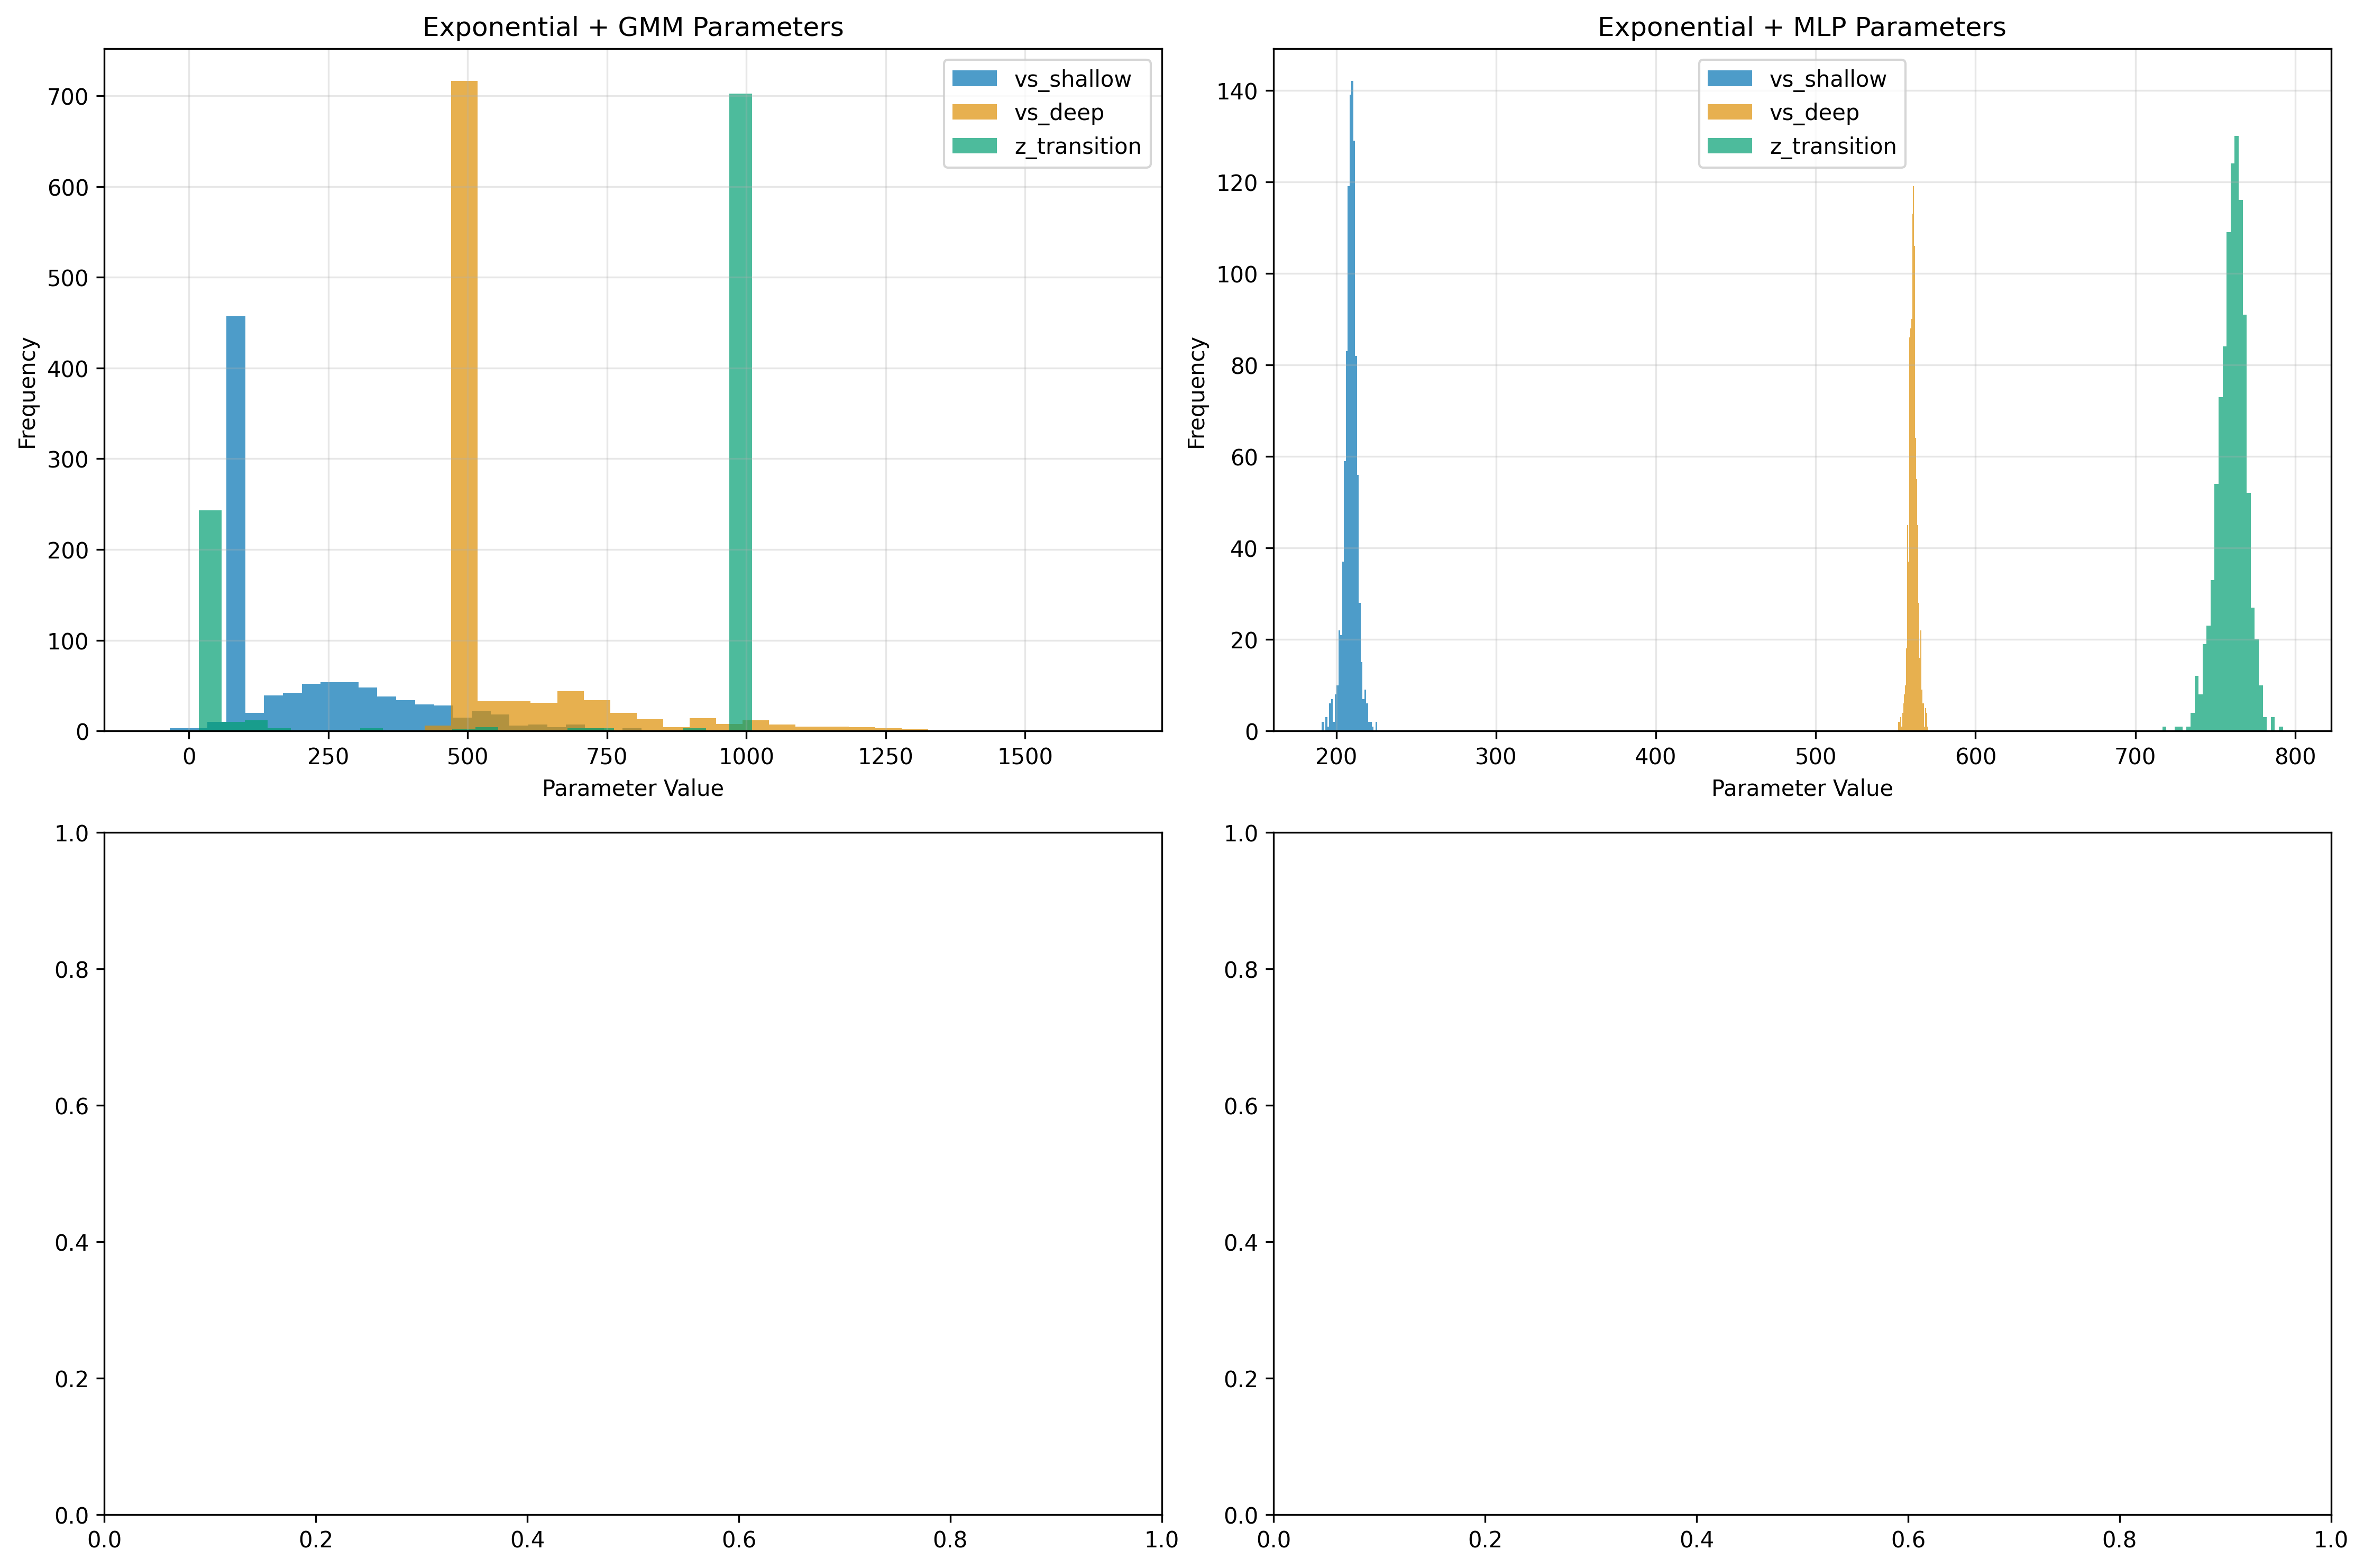 Exponential + GMM Parameters
Frequency
700
600
500
400
300
200
100
0
vs_shallow
vs_deep
z_transition
0 250 500 750 1000 1250 1500
Parameter Value
Exponential + MLP Parameters
Frequency
140
120
100
80
60
40
20
0
vs_shallow
vs_deep
z_transition
200 300 400 500 600 700 800
Parameter Value
1.0
0.8
0.6
0.4
0.2
0.0
0.0 0.2 0.4 0.6 0.8 1.0
1.0
0.8
0.6
0.4
0.2
0.0
0.0 0.2 0.4 0.6 0.8 1.0